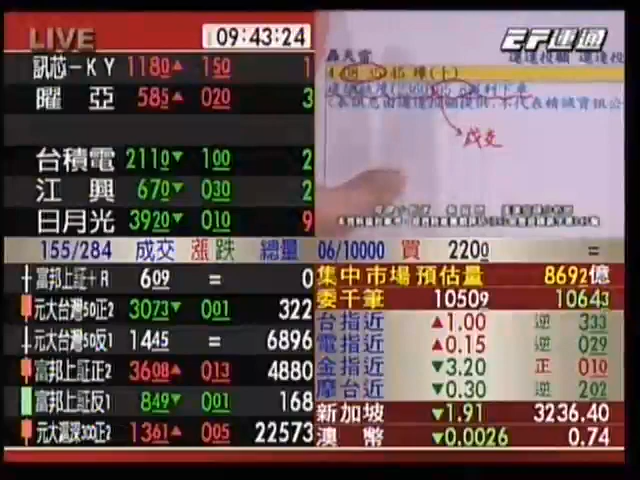 LIVE 09:43:24
訊芯-KY 1180▲ 150 1
曜亞 585▲ 020 3
台積電 2110▼ 100 2
江興 670▼ 030 2
日月光 3920▼ 010 9
運通
成交
155/284 成交 漲跌 總量
06/10000 買 2200 =
富邦上証+R 609 = 0
元大台灣50正2 3073▼ 001 322
元大台灣50反1 1445 = 6896
富邦上証正2 3608▲ 013 4880
富邦上証反1 849▼ 001 168
元大滬深300正2 1361▲ 005 22573
集中市場預估量 8692億
委千筆 10509 10643
台指近 ▲1.00 逆 333
電指近 ▲0.15 逆 029
金指近 ▼3.20 正 010
摩台近 ▼0.30 逆 202
新加坡 ▼1.91 3236.40
澳幣 ▼0.0026 0.74